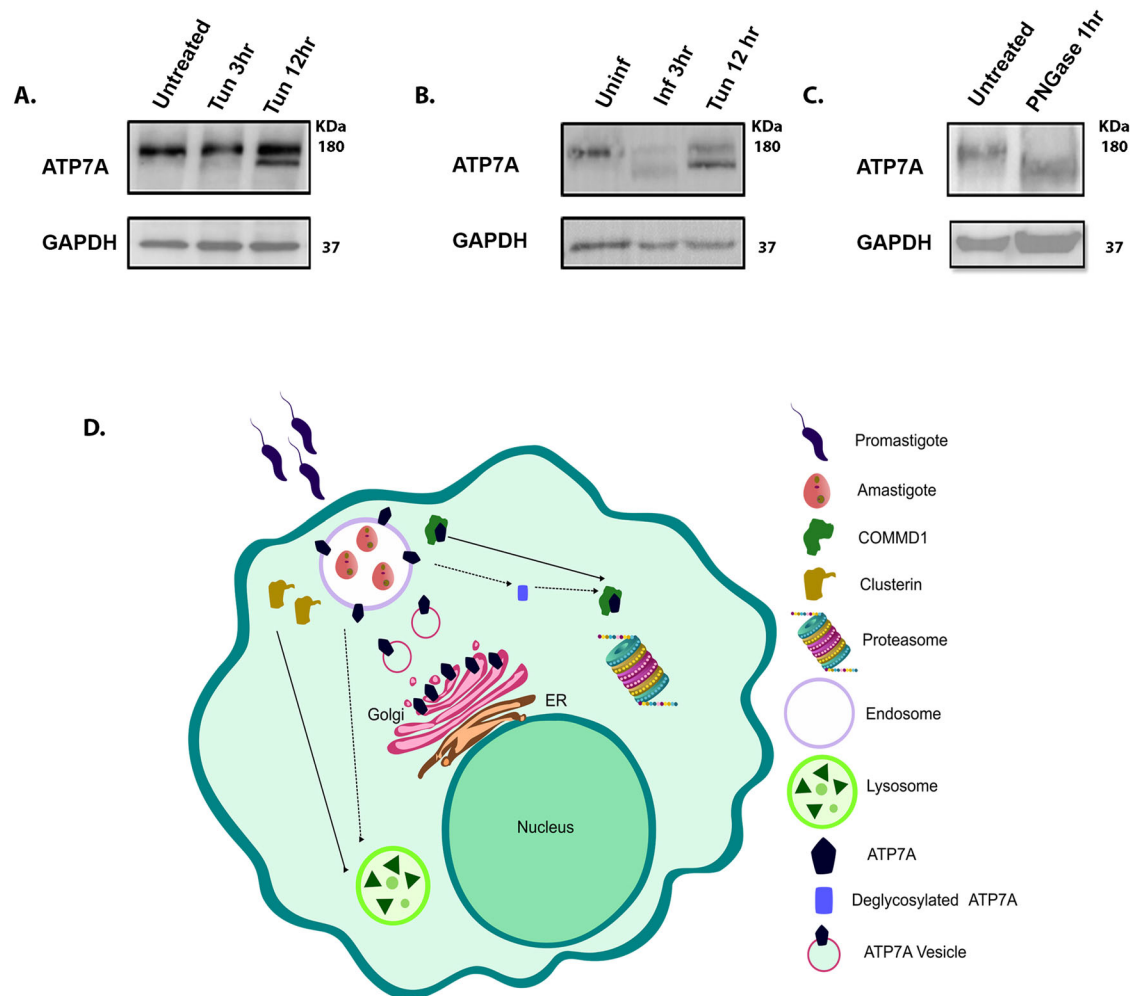 A.
Untreated
Tun 3hr
Tun 12hr
KDa
180
ATP7A
GAPDH
37
B.
Uninf
Inf 3hr
Tun 12 hr
KDa
180
ATP7A
GAPDH
37
C.
Untreated
PNGase 1hr
KDa
180
ATP7A
GAPDH
37
D.
Golgi
ER
Nucleus
Promastigote
Amastigote
COMMD1
Clusterin
Proteasome
Endosome
Lysosome
ATP7A
Deglycosylated ATP7A
ATP7A Vesicle